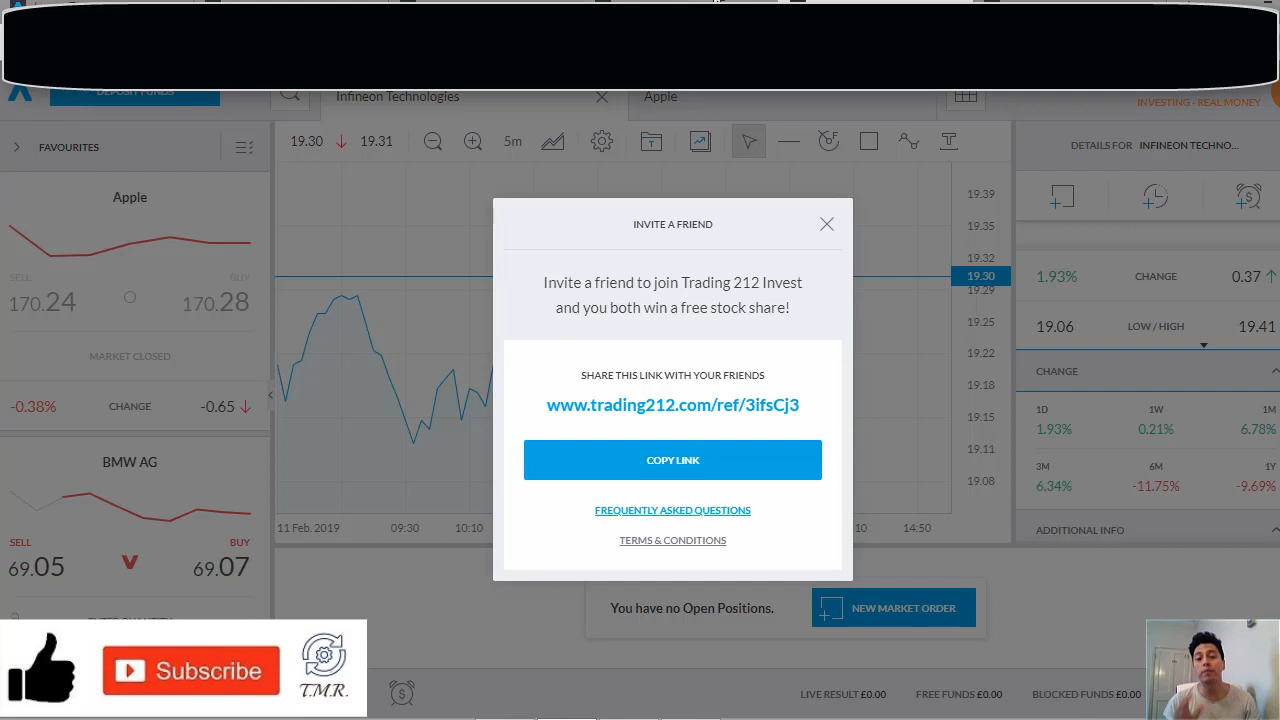 DEPOSIT FUNDS
Infineon Technologies
Apple
INVESTING - REAL MONEY
FAVOURITES
19.30
19.31
5m
DETAILS FOR INFINEON TECHNO...
Apple
SELL
BUY
170.24
170.28
MARKET CLOSED
-0.38%
CHANGE
-0.65
BMW AG
SELL
BUY
69.05
69.07
ENTER QUANTITY
19.39
19.35
19.32
19.30
19.29
19.25
19.22
19.18
19.15
19.11
19.08
11 Feb. 2019
09:30
10:10
10
14:50
INVITE A FRIEND
Invite a friend to join Trading 212 Invest
and you both win a free stock share!
SHARE THIS LINK WITH YOUR FRIENDS
www.trading212.com/ref/3ifsCj3
COPY LINK
FREQUENTLY ASKED QUESTIONS
TERMS & CONDITIONS
1.93%
CHANGE
0.37
19.06
LOW / HIGH
19.41
CHANGE
1D
1W
1M
1.93%
0.21%
6.78%
3M
6M
1Y
6.34%
-11.75%
-9.69%
ADDITIONAL INFO
You have no Open Positions.
NEW MARKET ORDER
Subscribe
T.M.R.
LIVE RESULT £0.00
FREE FUNDS £0.00
BLOCKED FUNDS £0.00